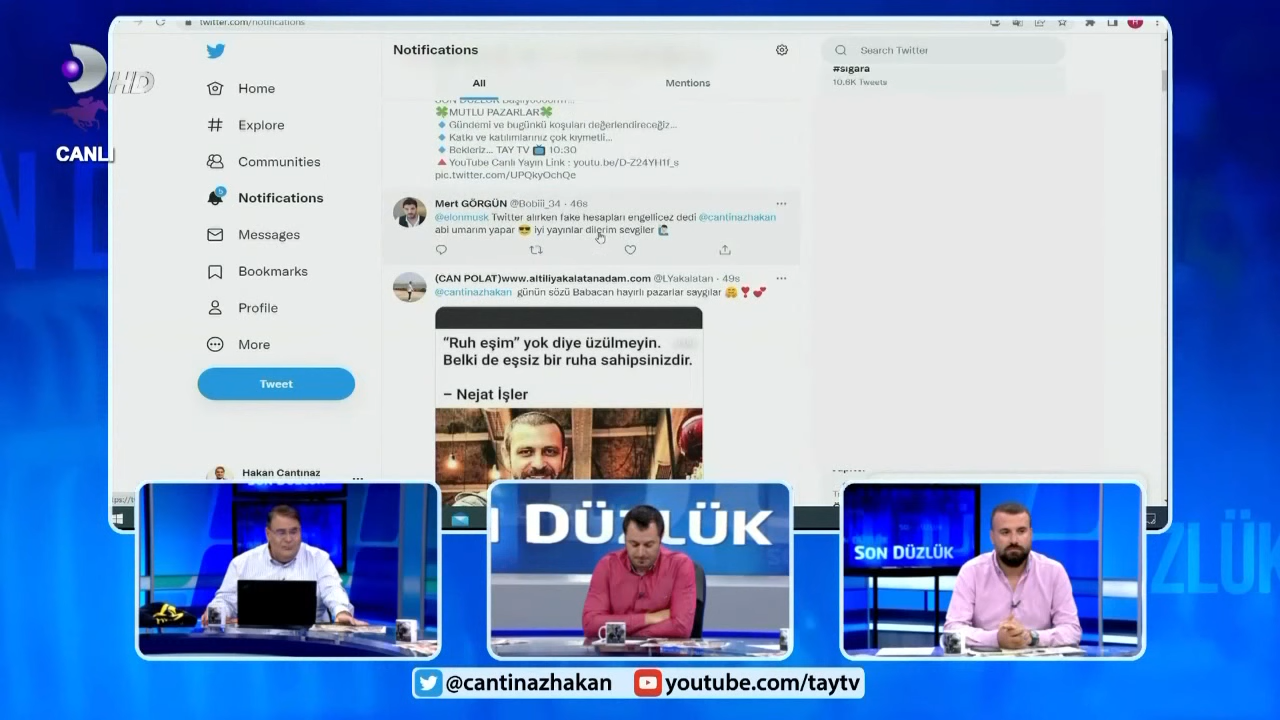 twitter.com/notifications
HD
CANLI
Home
Explore
Communities
5
Notifications
Messages
Bookmarks
Profile
More
Tweet
Hakan Cantınaz
Notifications
All
Mentions
SON DÜZLÜK Başlıyooorrr...
🍀MUTLU PAZARLAR🍀
🔹 Gündemi ve bugünkü koşuları değerlendireceğiz...
🔹 Katkı ve katılımlarınız çok kıymetli...
🔹 Bekleriz... TAY TV 📺 10:30
🔺 YouTube Canlı Yayın Link : youtu.be/D-Z24YH1f_s
pic.twitter.com/UPQkyOchQe
Mert GÖRGÜN @Bobiii_34 · 46s
@elonmusk Twitter alırken fake hesapları engellicez dedi @cantinazhakan
abi umarım yapar 😎 iyi yayınlar dilerim sevgiler
(CAN POLAT)www.altiliyakalatanadam.com @LYakalatan · 49s
@cantinazhakan günün sözü Babacan hayırlı pazarlar saygılar 🤗❣️💕
"Ruh eşim" yok diye üzülmeyin.
Belki de eşsiz bir ruha sahipsinizdir.
– Nejat İşler
Search Twitter
#sigara
10.6K Tweets
DÜZLÜK
SON DÜZLÜK
ZLÜK
@cantinazhakan
youtube.com/taytv